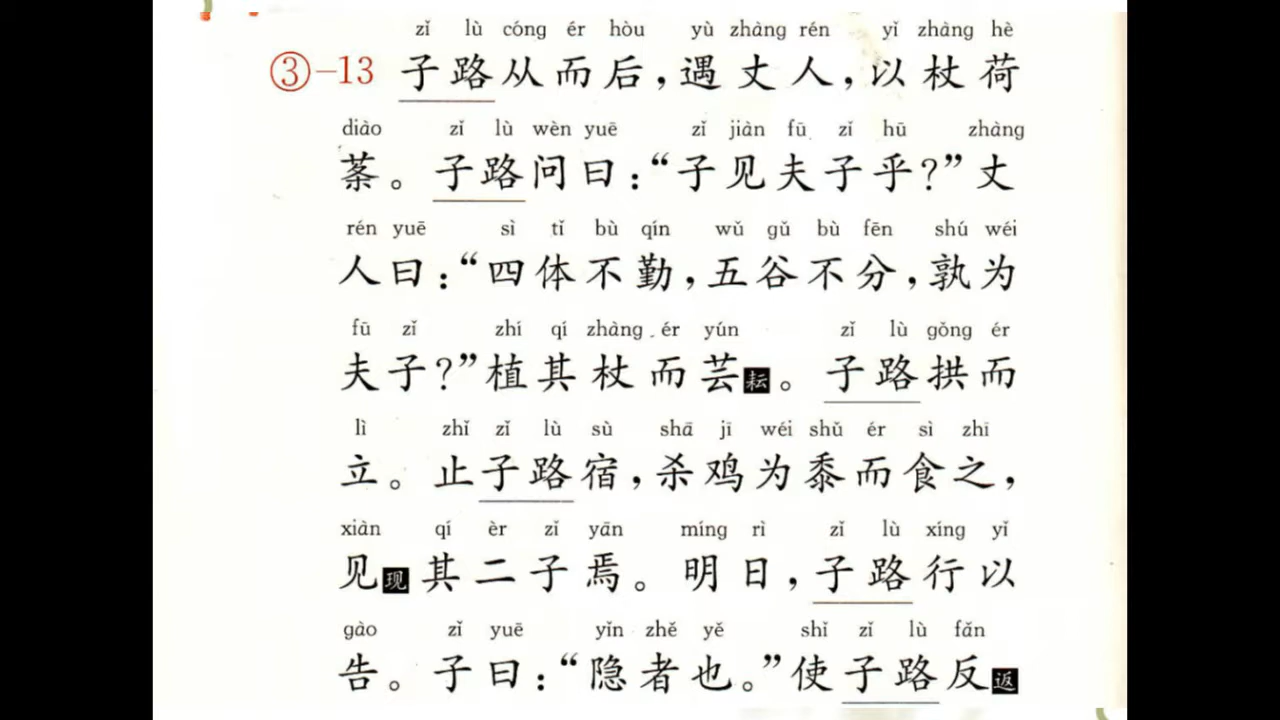 zǐ lù cóng ér hòu yù zhàng rén yǐ zhàng hè
③-13 子路从而后，遇丈人，以杖荷
diào zǐ lù wèn yuē zǐ jiàn fū zǐ hū zhàng
蓧。子路问曰：“子见夫子乎？”丈
rén yuē sì tǐ bù qín wǔ gǔ bù fēn shú wéi
人曰：“四体不勤，五谷不分，孰为
fū zǐ zhí qí zhàng ér yún zǐ lù gǒng ér
夫子？”植其杖而芸耘。子路拱而
lì zhǐ zǐ lù sù shā jī wéi shǔ ér sì zhī
立。止子路宿，杀鸡为黍而食之，
xiàn qí èr zǐ yān míng rì zǐ lù xíng yǐ
见现其二子焉。明日，子路行以
gào zǐ yuē yǐn zhě yě shǐ zǐ lù fǎn
告。子曰：“隐者也。”使子路反返